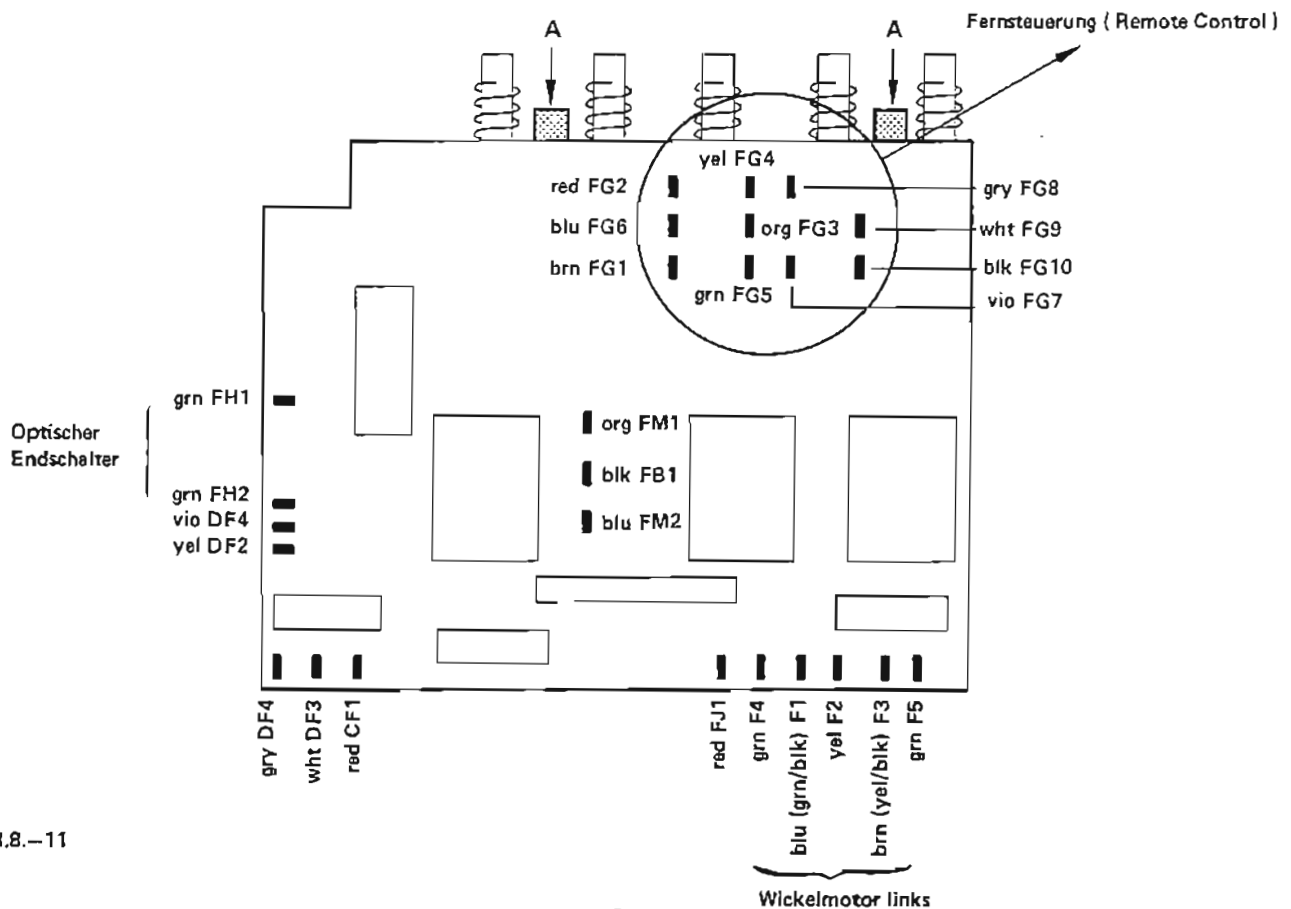 Fernsteuerung ( Remote Control )
A
A
yel FG4
red FG2
gry FG8
blu FG6
org FG3
wht FG9
brn FG1
blk FG10
grn FG5
vio FG7
grn FH1
Optischer
Endschalter
org FM1
blk FB1
grn FH2
vio DF4
blu FM2
yel DF2
gry DF4
wht DF3
red CF1
red FJ1
grn F4
blu (grn/blk) F1
yel F2
brn (yel/blk) F3
grn F5
.8.—11
Wickelmotor links